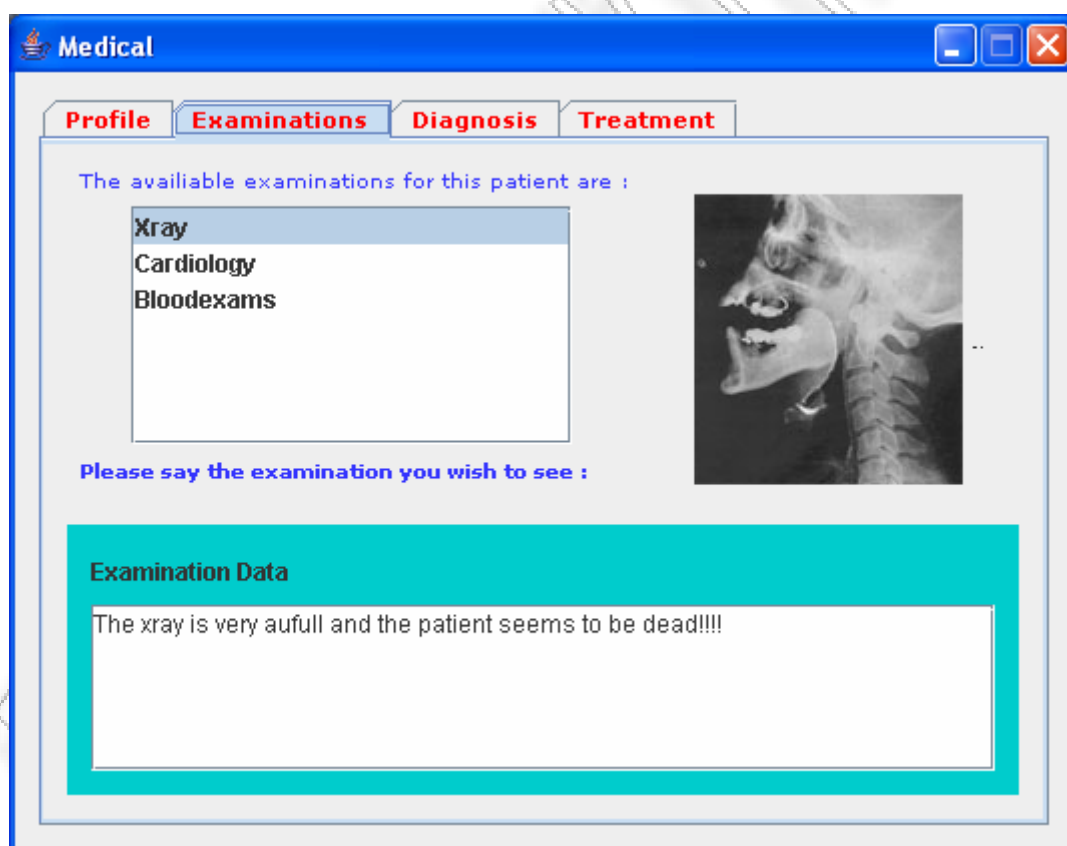 Medical
Profile Examinations Diagnosis Treatment
The availiable examinations for this patient are :
Xray
Cardiology
Bloodexams
..
Please say the examination you wish to see :
Examination Data
The xray is very aufull and the patient seems to be dead!!!!